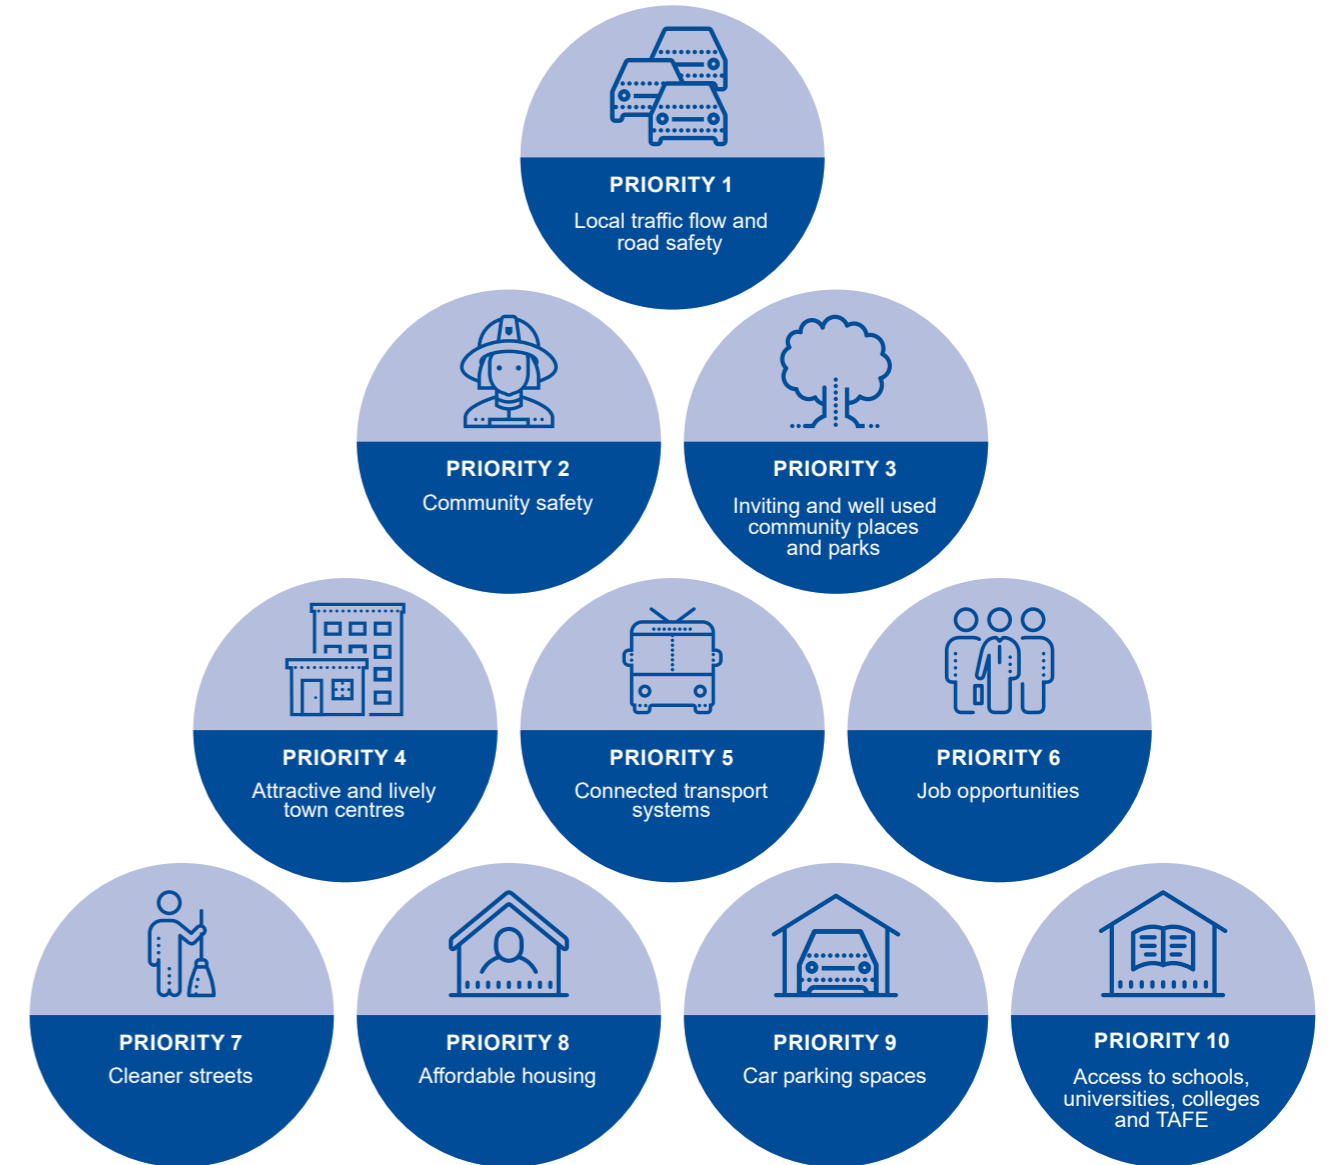 PRIORITY 1
Local traffic flow and
road safety
PRIORITY 2
Community safety
PRIORITY 3
Inviting and well used
community places
and parks
PRIORITY 4
Attractive and lively
town centres
PRIORITY 5
Connected transport
systems
PRIORITY 6
Job opportunities
PRIORITY 7
Cleaner streets
PRIORITY 8
Affordable housing
PRIORITY 9
Car parking spaces
PRIORITY 10
Access to schools,
universities, colleges
and TAFE